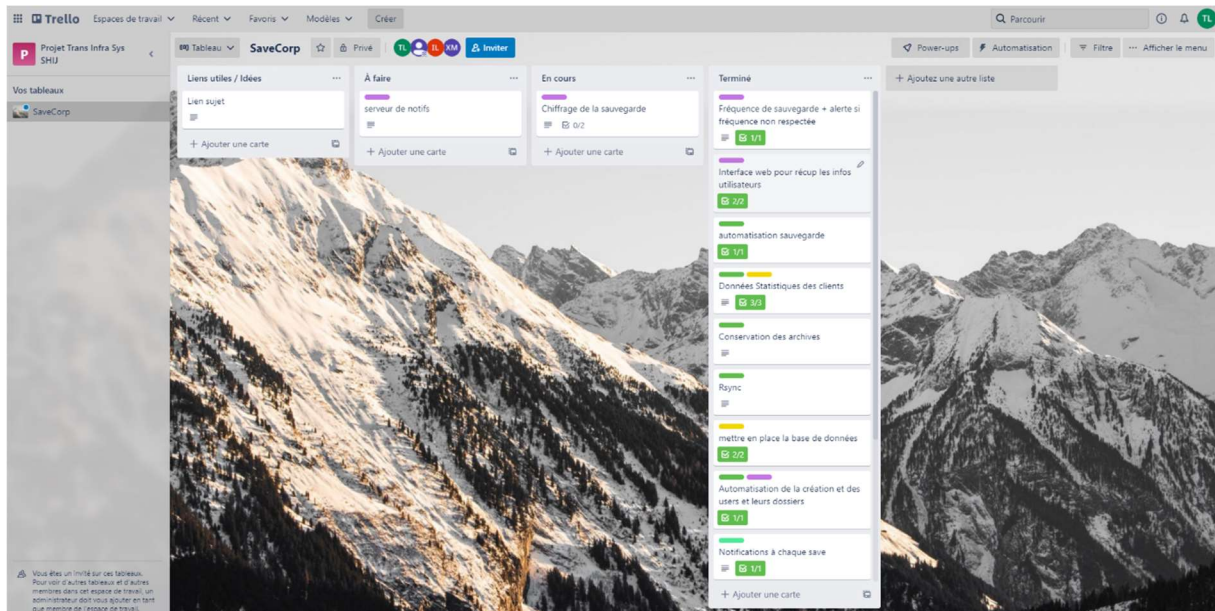 Trello Espaces de travail Récent Favoris Modèles Créer Parcourir TL
P Projet Trans Infra Sys SHIJ
Tableau SaveCorp Privé TL IL XM Inviter Power-ups Automatisation Filtre Afficher le menu
Vos tableaux
SaveCorp
Liens utiles / Idées
Lien sujet
+ Ajouter une carte
À faire
serveur de notifs
+ Ajouter une carte
En cours
Chiffrage de la sauvegarde
0/2
+ Ajouter une carte
Terminé
Fréquence de sauvegarde + alerte si
fréquence non respectée
1/1
Interface web pour récup les infos
utilisateurs
2/2
automatisation sauvegarde
1/1
Données Statistiques des clients
3/3
Conservation des archives
Rsync
mettre en place la base de données
2/2
Automatisation de la création et des
users et leurs dossiers
1/1
Notifications à chaque save
1/1
+ Ajouter une carte
+ Ajoutez une autre liste
Vous êtes un invité sur ces tableaux.
Pour voir d'autres tableaux et d'autres
membres dans cet espace de travail, un
administrateur doit vous ajouter en tant
que membre de l'espace de travail.